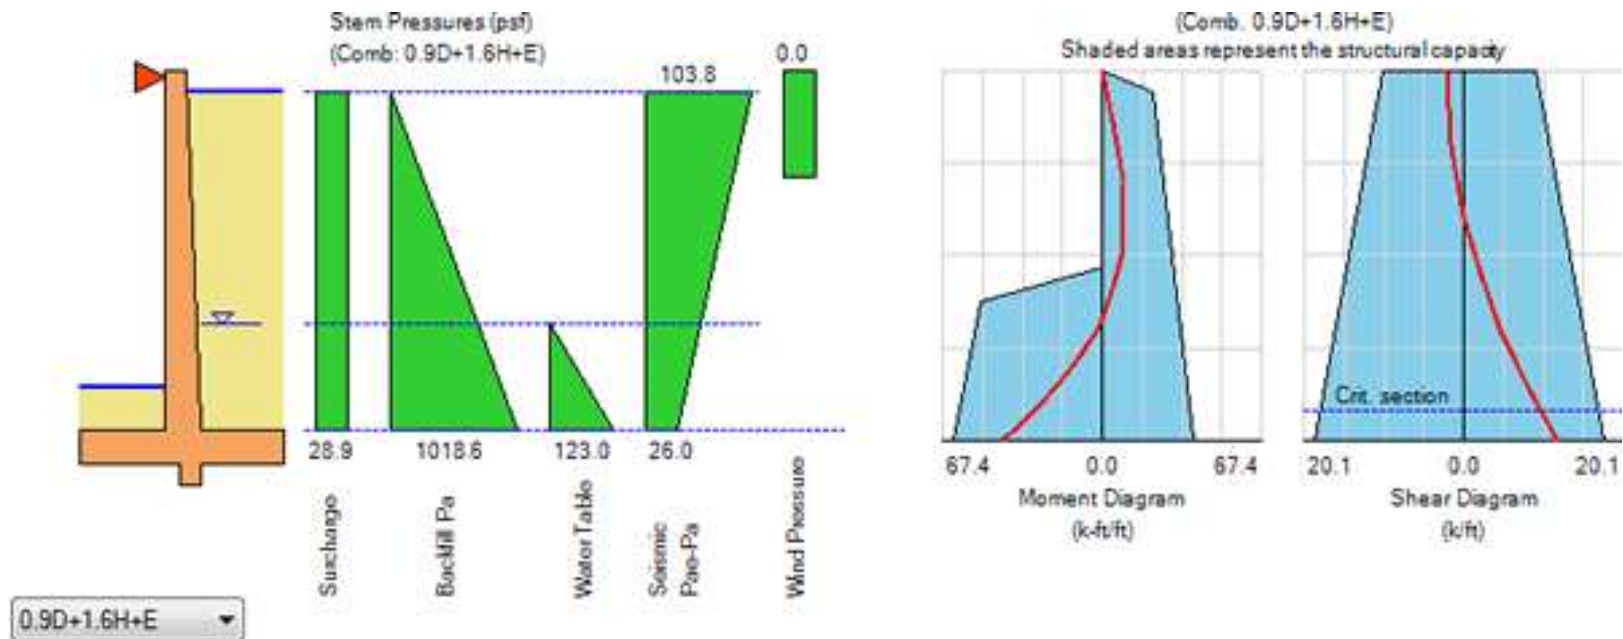 Stem Pressures (psf)
(Comb: 0.9D+1.6H+E)
103.8
0.0
28.9
1018.6
123.0
26.0
Surcharge
Backfill Pa
Water Table
Seismic
Pae-Pa
Wind Pressure
0.9D+1.6H+E
(Comb. 0.9D+1.6H+E)
Shaded areas represent the structural capacity
67.4
0.0
67.4
Moment Diagram
(k-ft/ft)
Crit. section
20.1
0.0
20.1
Shear Diagram
(k/ft)